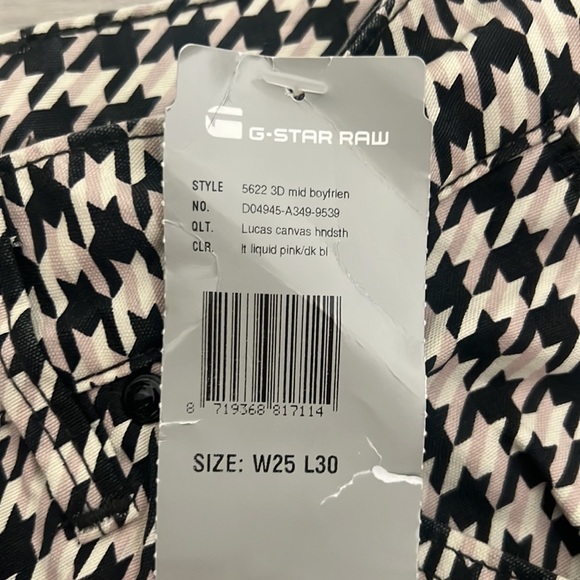 G-STAR RAW
STYLE 5622 3D mid boyfrien
NO. D04945-A349-9539
QLT. Lucas canvas hndsth
CLR. lt liquid pink/dk bl
8 719368 817114
SIZE: W25 L30